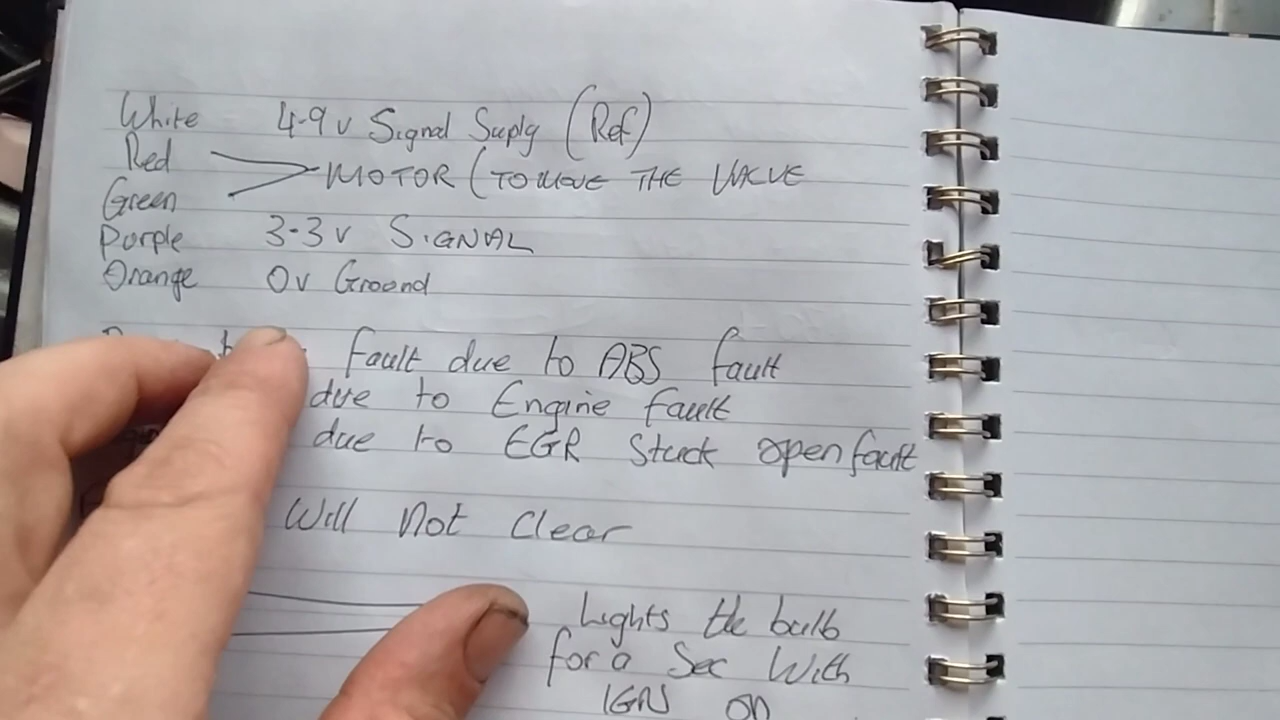 White 4.9v Signal Supply (Ref)
Red
MOTOR (TO MOVE THE VALVE
Green
Purple 3.3v SIGNAL
Orange 0v Ground
fault due to ABS fault
due to Engine fault
due to EGR Stuck open fault
Will not Clear
Lights the bulb
for a Sec With
IGN on